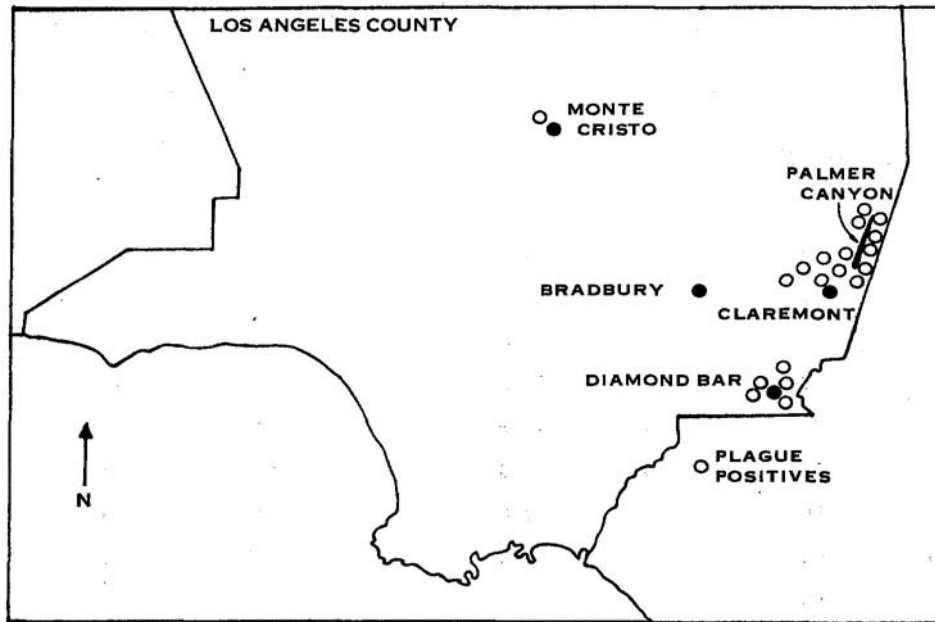 LOS ANGELES COUNTY
MONTE
CRISTO
PALMER
CANYON
BRADBURY
CLAREMONT
DIAMOND BAR
PLAGUE
POSITIVES
N